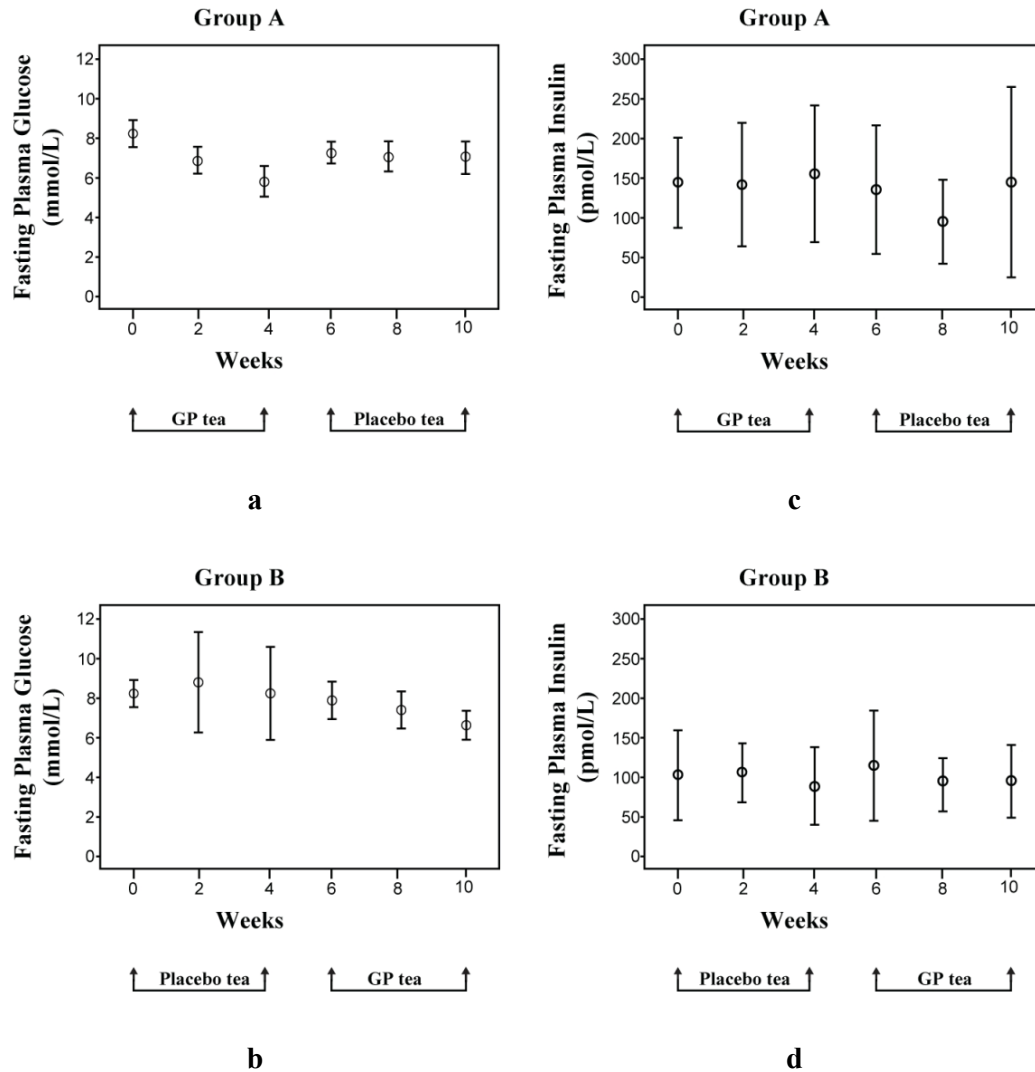 Group A
Fasting Plasma Glucose
(mmol/L)
12
10
8
6
4
2
0
0 2 4 6 8 10
Weeks
GP tea Placebo tea
a
Group A
Fasting Plasma Insulin
(pmol/L)
300
250
200
150
100
50
0
0 2 4 6 8 10
Weeks
GP tea Placebo tea
c
Group B
Fasting Plasma Glucose
(mmol/L)
12
10
8
6
4
2
0
0 2 4 6 8 10
Weeks
Placebo tea GP tea
b
Group B
Fasting Plasma Insulin
(pmol/L)
300
250
200
150
100
50
0
0 2 4 6 8 10
Weeks
Placebo tea GP tea
d